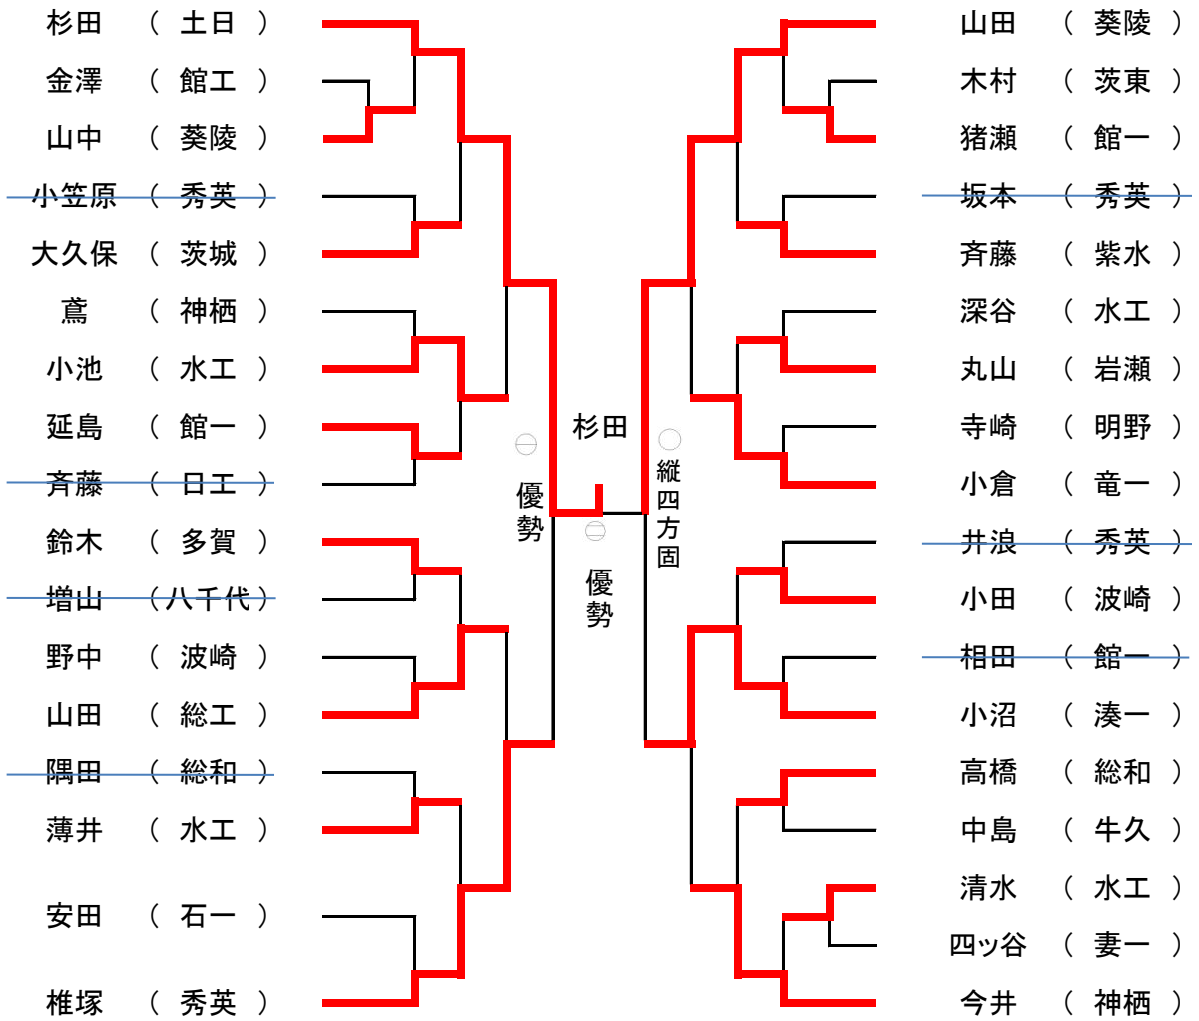 杉田 （ 土日 ）
金澤 （ 館工 ）
山中 （ 葵陵 ）
小笠原 （ 秀英 ）
大久保 （ 茨城 ）
鳶 （ 神栖 ）
小池 （ 水工 ）
延島 （ 館一 ）
斉藤 （ 日工 ）
鈴木 （ 多賀 ）
増山 （八千代）
野中 （ 波崎 ）
山田 （ 総工 ）
隅田 （ 総和 ）
薄井 （ 水工 ）
安田 （ 石一 ）
椎塚 （ 秀英 ）
杉田
優勢
縦四方固
優勢
山田 （ 葵陵 ）
木村 （ 茨東 ）
猪瀬 （ 館一 ）
坂本 （ 秀英 ）
斉藤 （ 紫水 ）
深谷 （ 水工 ）
丸山 （ 岩瀬 ）
寺崎 （ 明野 ）
小倉 （ 竜一 ）
井浪 （ 秀英 ）
小田 （ 波崎 ）
相田 （ 館一 ）
小沼 （ 湊一 ）
高橋 （ 総和 ）
中島 （ 牛久 ）
清水 （ 水工 ）
四ッ谷 （ 妻一 ）
今井 （ 神栖 ）